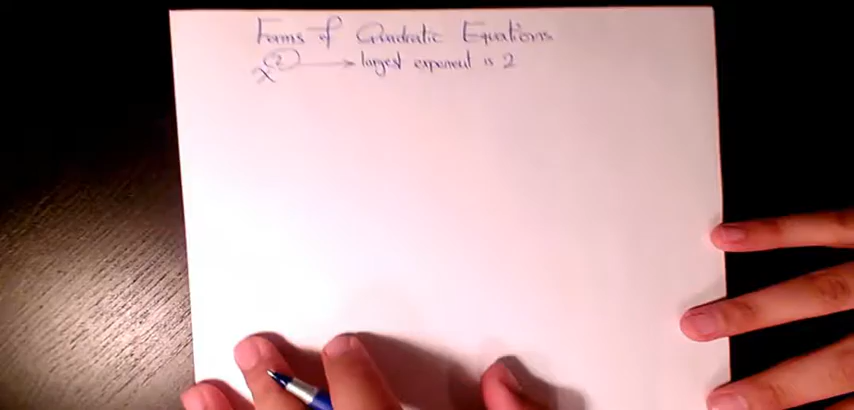 Forms of Quadratic Equations
x² → largest exponent is 2